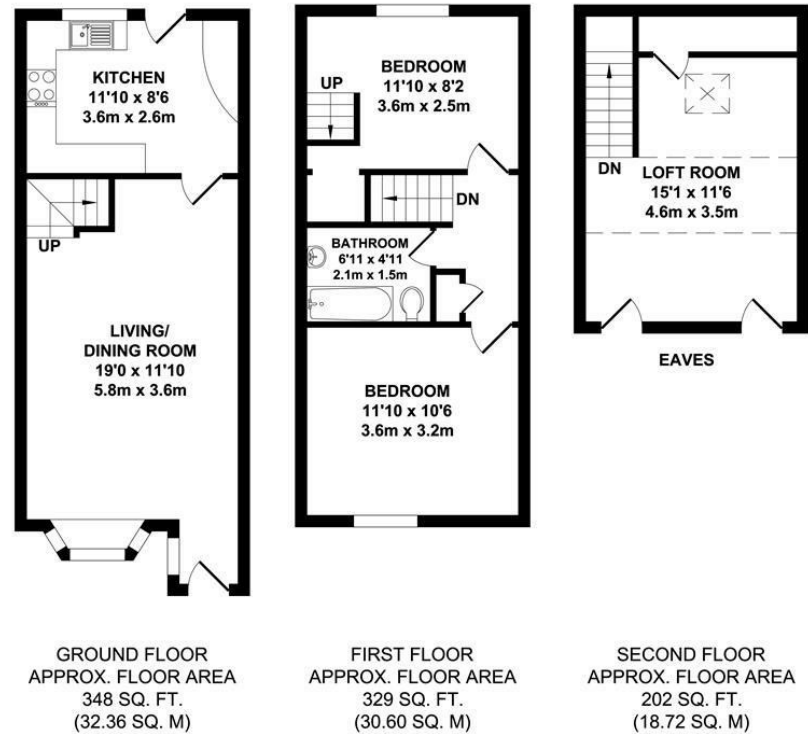 KITCHEN
11'10 x 8'6
3.6m x 2.6m
UP
LIVING/
DINING ROOM
19'0 x 11'10
5.8m x 3.6m
GROUND FLOOR
APPROX. FLOOR AREA
348 SQ. FT.
(32.36 SQ. M)
BEDROOM
11'10 x 8'2
3.6m x 2.5m
UP
DN
BATHROOM
6'11 x 4'11
2.1m x 1.5m
BEDROOM
11'10 x 10'6
3.6m x 3.2m
FIRST FLOOR
APPROX. FLOOR AREA
329 SQ. FT.
(30.60 SQ. M)
DN
LOFT ROOM
15'1 x 11'6
4.6m x 3.5m
EAVES
SECOND FLOOR
APPROX. FLOOR AREA
202 SQ. FT.
(18.72 SQ. M)